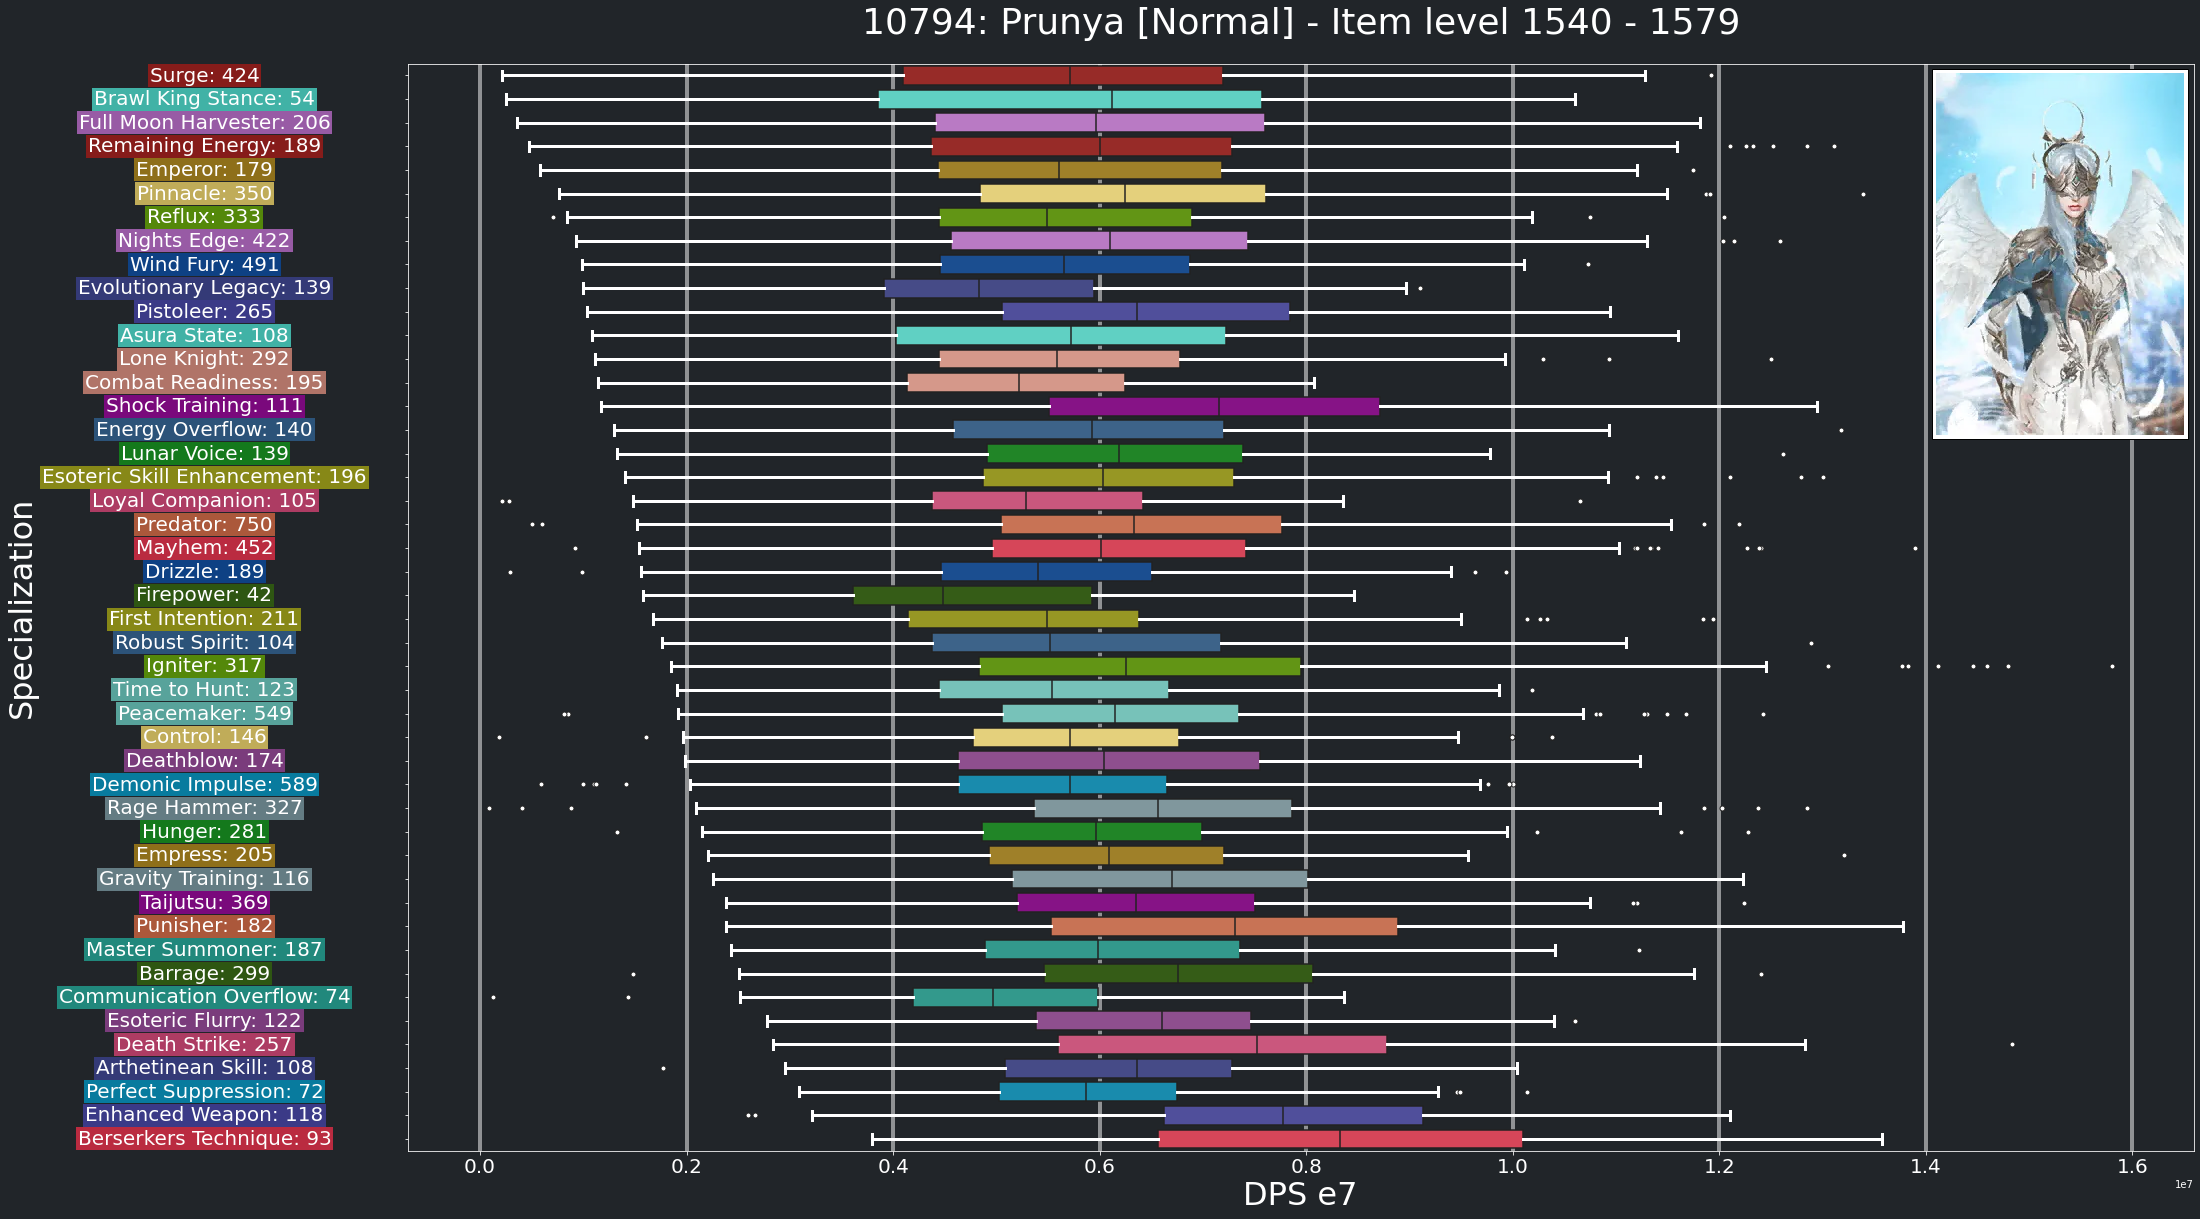 10794: Prunya [Normal] - Item level 1540 - 1579
Surge: 424
Brawl King Stance: 54
Full Moon Harvester: 206
Remaining Energy: 189
Emperor: 179
Pinnacle: 350
Reflux: 333
Nights Edge: 422
Wind Fury: 491
Evolutionary Legacy: 139
Pistoleer: 265
Asura State: 108
Lone Knight: 292
Combat Readiness: 195
Shock Training: 111
Energy Overflow: 140
Lunar Voice: 139
Esoteric Skill Enhancement: 196
Loyal Companion: 105
Predator: 750
Mayhem: 452
Drizzle: 189
Firepower: 42
First Intention: 211
Robust Spirit: 104
Igniter: 317
Time to Hunt: 123
Peacemaker: 549
Control: 146
Deathblow: 174
Demonic Impulse: 589
Rage Hammer: 327
Hunger: 281
Empress: 205
Gravity Training: 116
Taijutsu: 369
Punisher: 182
Master Summoner: 187
Barrage: 299
Communication Overflow: 74
Esoteric Flurry: 122
Death Strike: 257
Arthetinean Skill: 108
Perfect Suppression: 72
Enhanced Weapon: 118
Berserkers Technique: 93
Specialization
0.0 0.2 0.4 0.6 0.8 1.0 1.2 1.4 1.6
DPS e7
1e7